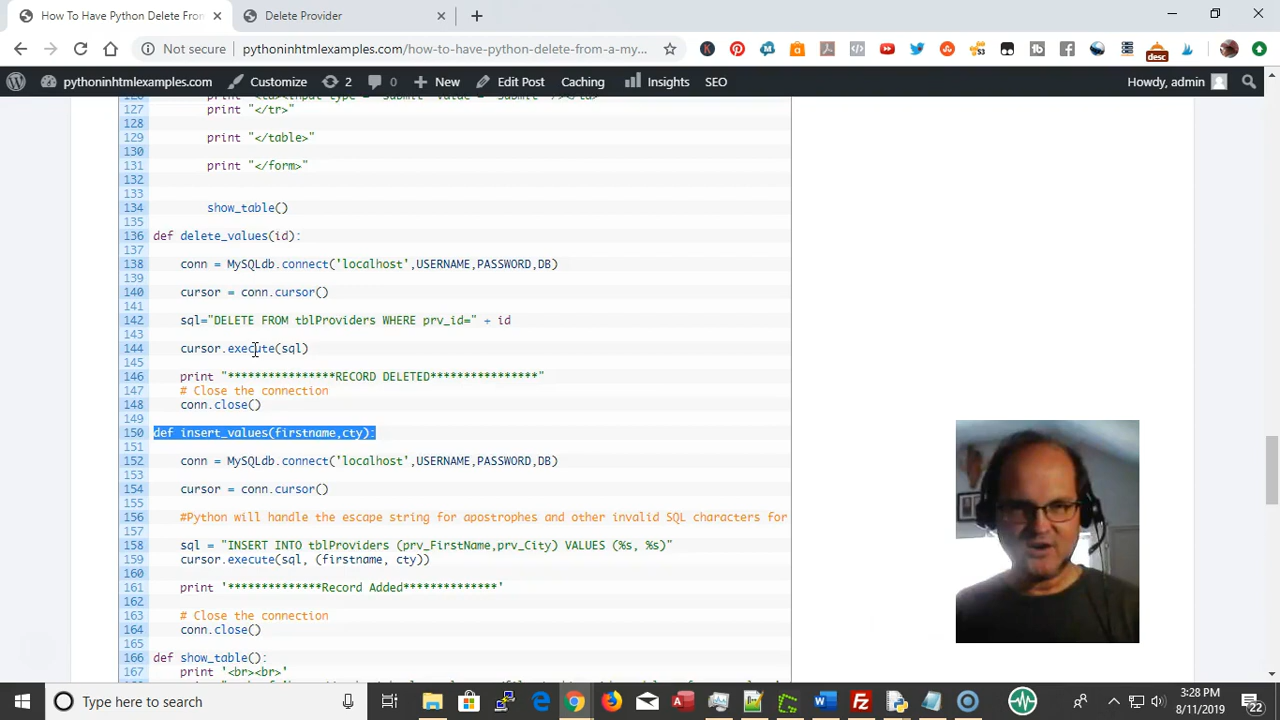 How To Have Python Delete From
Delete Provider
Not secure
pythoninhtmlexamples.com/how-to-have-python-delete-from-a-my...
desc
pythoninhtmlexamples.com
Customize
2
0
New
Edit Post
Caching
Insights
SEO
Howdy, admin
127 print "</tr>"
128
129 print "</table>"
130
131 print "</form>"
132
133
134 show_table()
135
136 def delete_values(id):
137
138 conn = MySQLdb.connect('localhost',USERNAME,PASSWORD,DB)
139
140 cursor = conn.cursor()
141
142 sql="DELETE FROM tblProviders WHERE prv_id=" + id
143
144 cursor.execute(sql)
145
146 print "****************RECORD DELETED****************"
147 # Close the connection
148 conn.close()
149
150 def insert_values(firstname,cty):
151
152 conn = MySQLdb.connect('localhost',USERNAME,PASSWORD,DB)
153
154 cursor = conn.cursor()
155
156 #Python will handle the escape string for apostrophes and other invalid SQL characters for
157
158 sql = "INSERT INTO tblProviders (prv_FirstName,prv_City) VALUES (%s, %s)"
159 cursor.execute(sql, (firstname, cty))
160
161 print '**************Record Added**************'
162
163 # Close the connection
164 conn.close()
165
166 def show_table():
167 print '<br><br>'
Type here to search
3:28 PM
8/11/2019
22